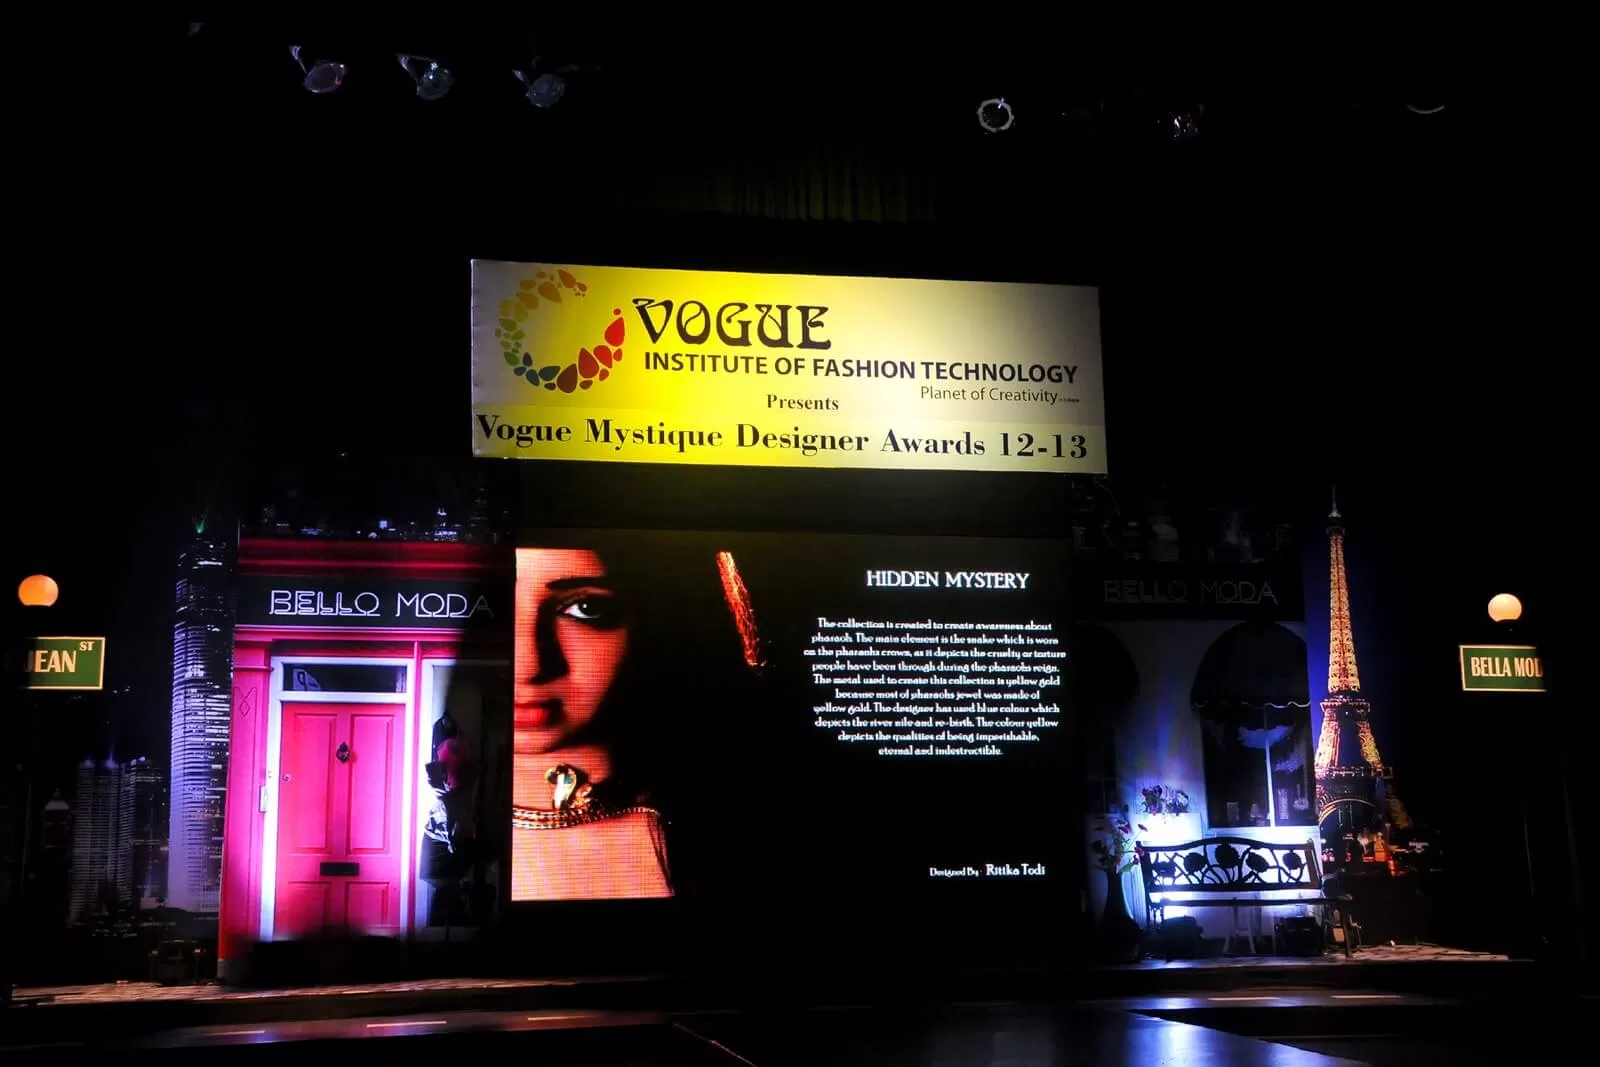 VOGUE
INSTITUTE OF FASHION TECHNOLOGY
Planet of Creativity
Presents
Vogue Mystique Designer Awards 12-13
BELLO MODA
BELLO MODA
JEAN ST
BELLA MOD
HIDDEN MYSTERY
The collection is created to create awareness about
pharaoh. The main element is the snake which is worn
on the pharaohs crown, as it depicts the cruelty or torture
people have been through during the pharaohs reign.
The metal used to create this collection is yellow gold
because most of pharaohs jewel was made of
yellow gold. The designer has used blue colour which
depicts the river nile and re-birth. The colour yellow
depicts the qualities of being imperishable,
eternal and indestructible.
Designed By - Ritika Todi